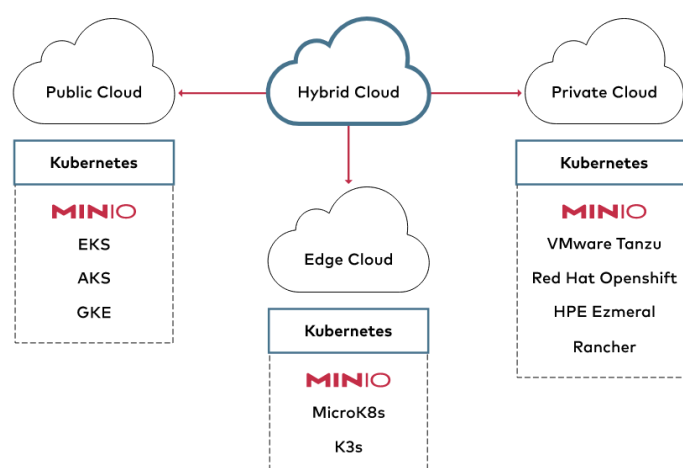 Public Cloud
Hybrid Cloud
Private Cloud
Kubernetes
MINIO
EKS
AKS
GKE
Edge Cloud
Kubernetes
MINIO
MicroK8s
K3s
Kubernetes
MINIO
VMware Tanzu
Red Hat Openshift
HPE Ezmeral
Rancher